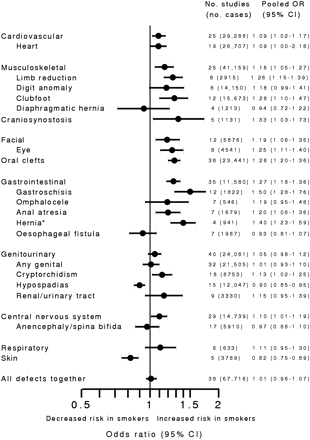 No. studies Pooled OR
(no. cases) (95% CI)
Cardiovascular 25 (29,288) 1.09 (1.02-1.17)
Heart 19 (26,707) 1.09 (1.00-2.18)
Musculoskeletal 25 (41,159) 1.16 (1.05-1.27)
Limb reduction 8 (2915) 1.26 (1.15-1.39)
Digit anomaly 6 (14,150) 1.18 (0.99-1.41)
Clubfoot 12 (15,673) 1.28 (1.10-1.47)
Diaphragmatic hernia 4 (1213) 0.94 (0.72-1.22)
Craniosynostosis 5 (1131) 1.33 (1.03-1.73)
Facial 12 (5876) 1.19 (1.06-1.35)
Eye 8 (4541) 1.25 (1.11-1.40)
Oral clefts 38 (23,441) 1.28 (1.20-1.36)
Gastrointestinal 35 (11,580) 1.27 (1.18-1.36)
Gastroschisis 12 (1822) 1.50 (1.28-1.76)
Omphalocele 7 (546) 1.19 (0.95-1.48)
Anal atresia 7 (1679) 1.20 (1.06-1.36)
Hernia* 4 (941) 1.40 (1.23-1.59)
Oesophageal fistula 7 (1987) 0.93 (0.81-1.07)
Genitourinary 40 (24,081) 1.05 (0.98-1.12)
Any genital 32 (21,505) 1.01 (0.93-1.10)
Cryptorchidism 18 (8753) 1.13 (1.02-1.25)
Hypospadias 15 (12,047) 0.90 (0.85-0.95)
Renal/urinary tract 9 (3330) 1.15 (0.95-1.39)
Central nervous system 29 (14,739) 1.10 (1.01-1.19)
Anencephaly/spina bifida 17 (5910) 0.97 (0.86-1.10)
Respiratory 6 (633) 1.11 (0.95-1.30)
Skin 5 (3789) 0.82 (0.75-0.89)
All defects together 38 (67,716) 1.01 (0.96-1.07)
0.5 1 1.5 2
Decreased risk in smokers Increased risk in smokers
Odds ratio (95% CI)